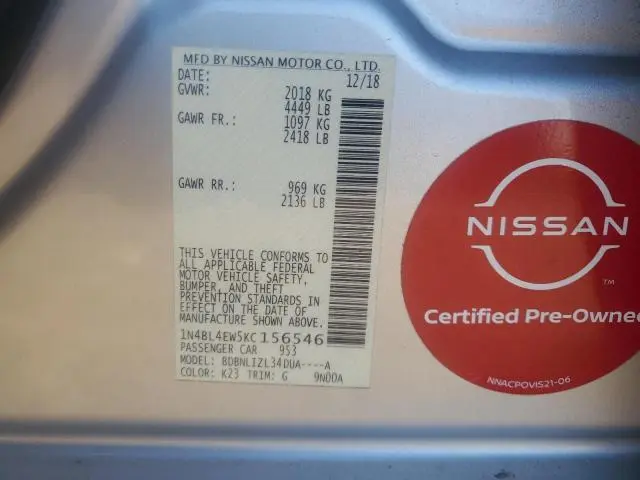 MFD BY NISSAN MOTOR CO., LTD.
DATE: 12/18
GVWR: 2018 KG
4449 LB
GAWR FR.: 1097 KG
2418 LB
GAWR RR.: 969 KG
2136 LB
THIS VEHICLE CONFORMS TO
ALL APPLICABLE FEDERAL
MOTOR VEHICLE SAFETY,
BUMPER, AND THEFT
PREVENTION STANDARDS IN
EFFECT ON THE DATE OF
MANUFACTURE SHOWN ABOVE.
1N4BL4EW5KC156546
PASSENGER CAR 953
MODEL: BDBNLIZL34DUA----A
COLOR: K23 TRIM: G 9N00A
NISSAN
TM
Certified Pre-Owne
NNACPOVIS21-06